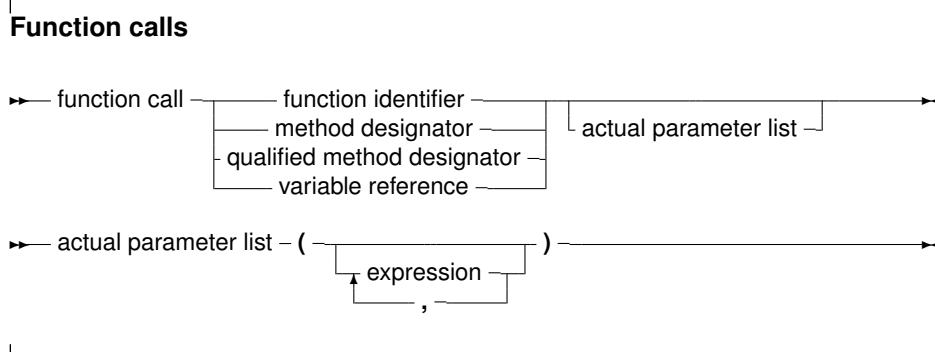 Function calls
function call function identifier
method designator actual parameter list
qualified method designator
variable reference
actual parameter list ( )
expression
,